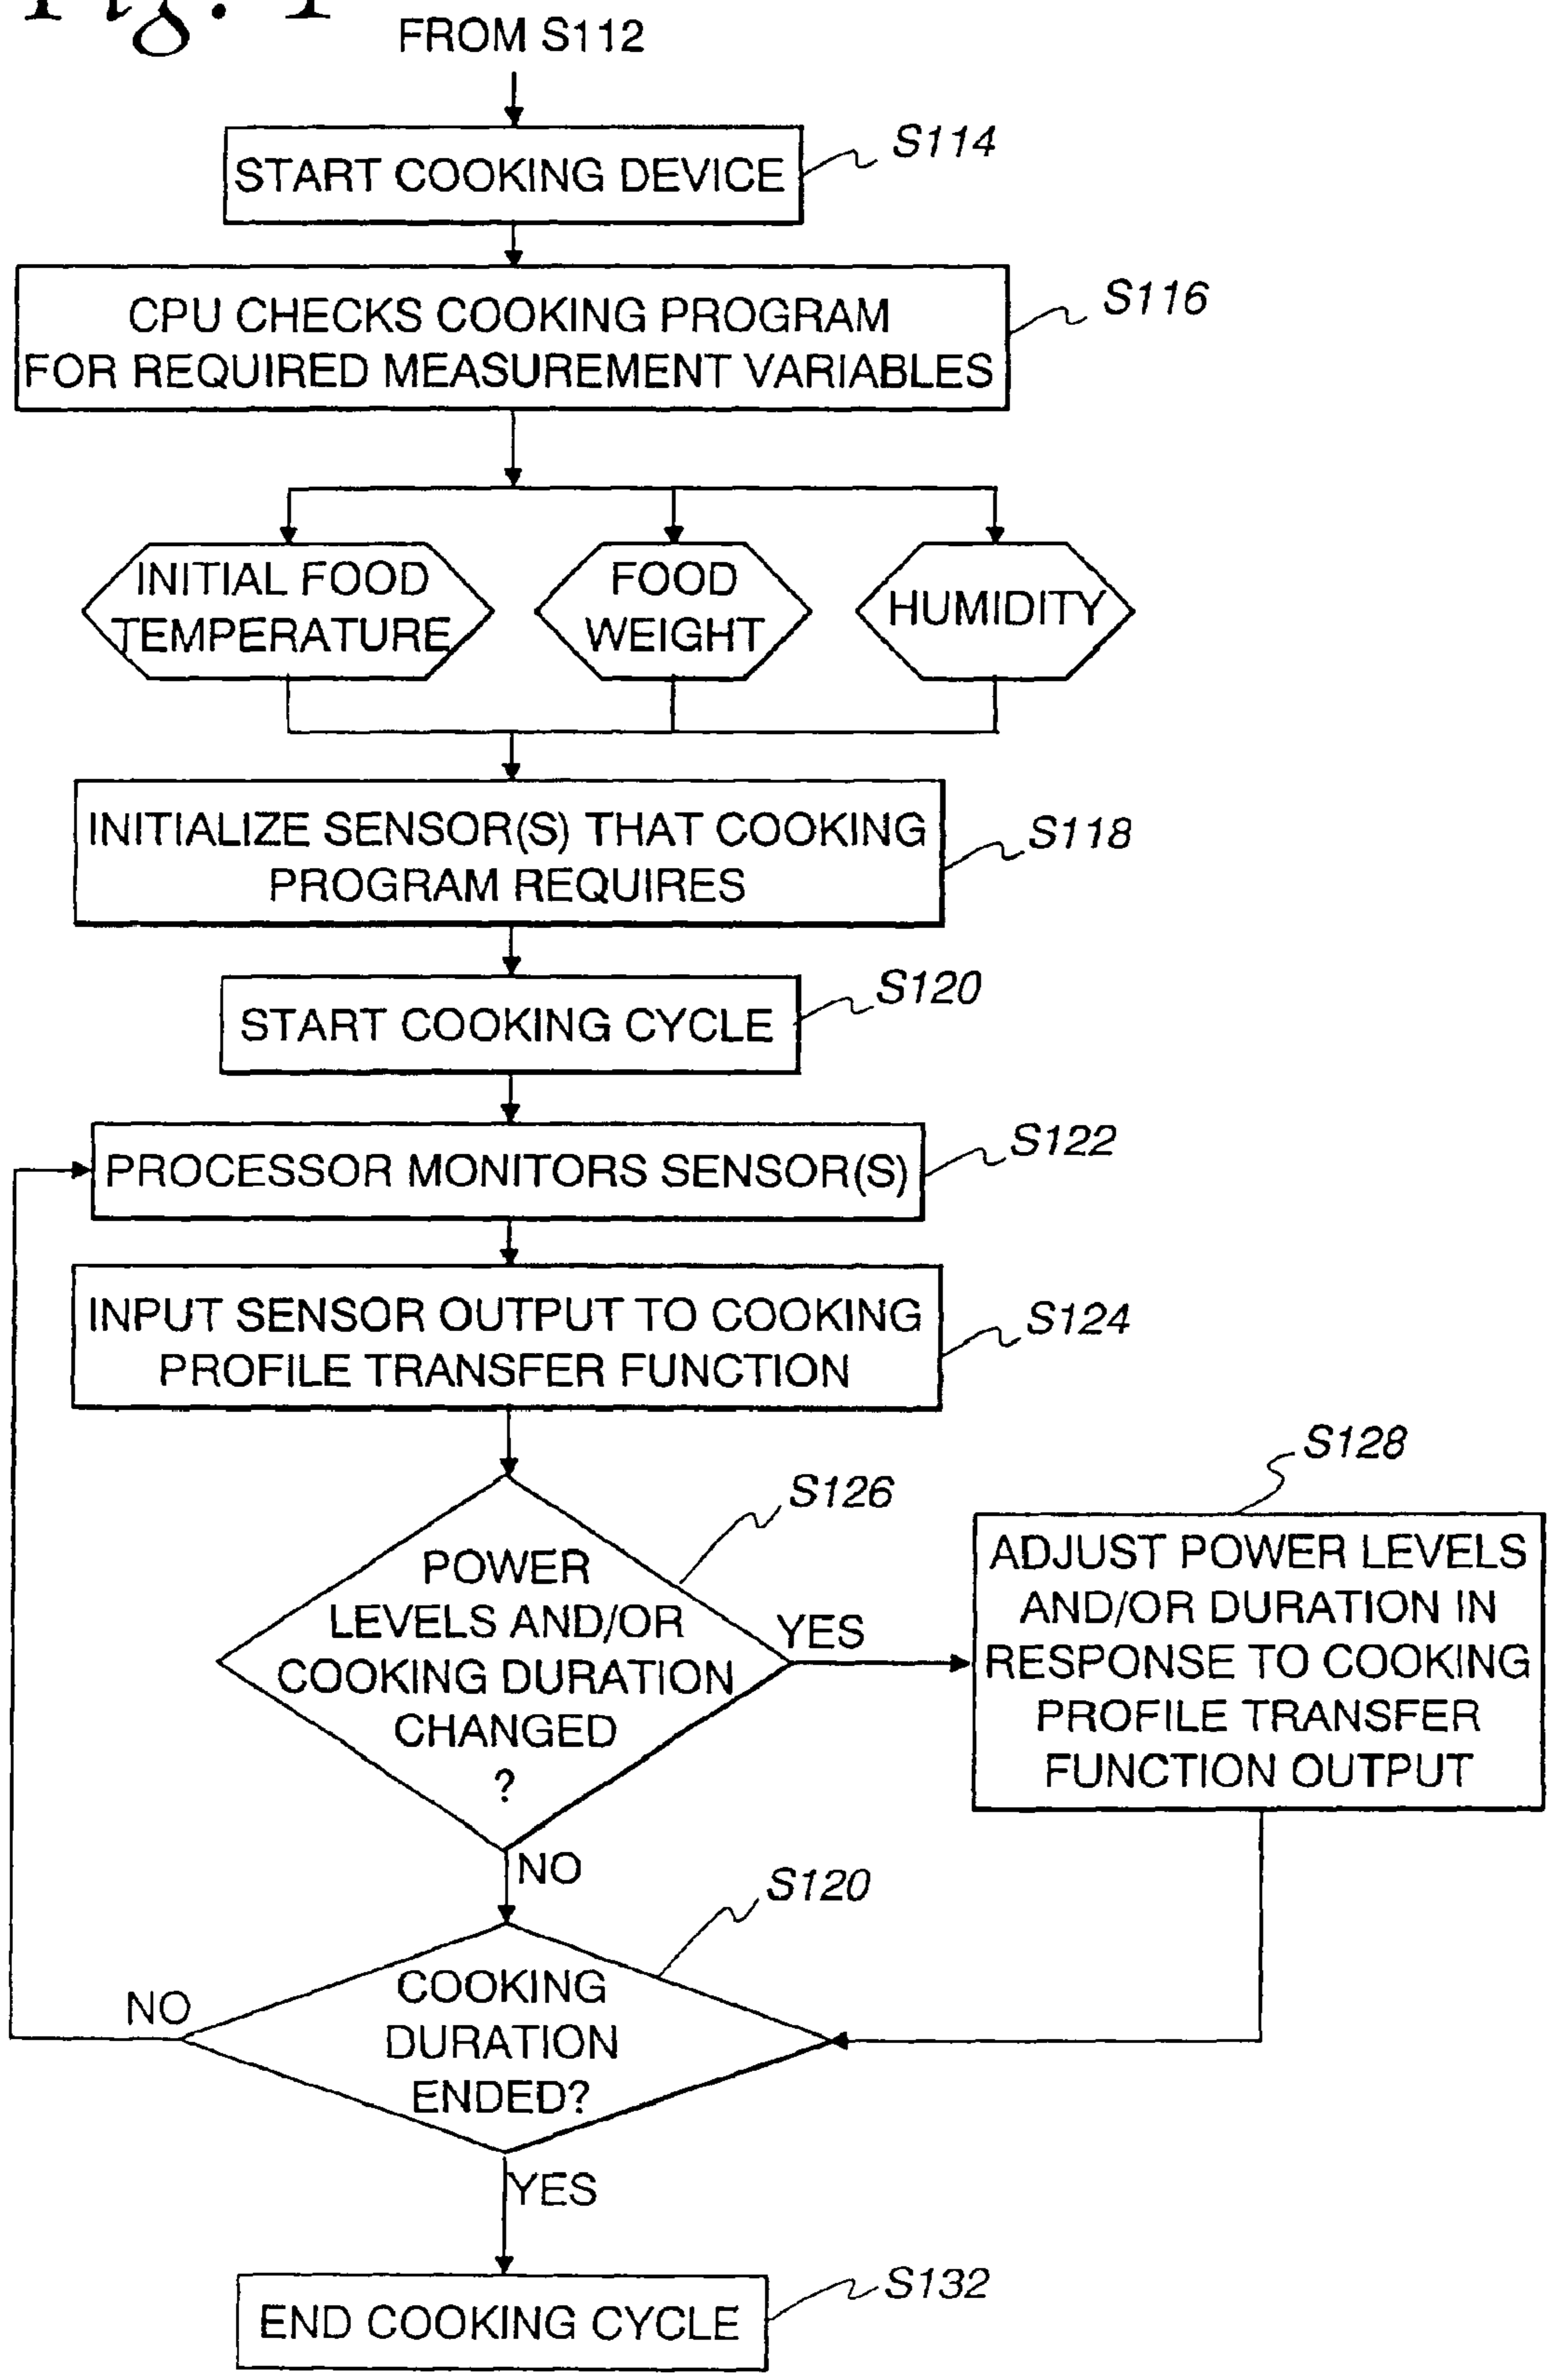 FROM S112
START COOKING DEVICE
S114
CPU CHECKS COOKING PROGRAM
FOR REQUIRED MEASUREMENT VARIABLES
S116
INITIAL FOOD
TEMPERATURE
FOOD
WEIGHT
HUMIDITY
INITIALIZE SENSOR(S) THAT COOKING
PROGRAM REQUIRES
S118
START COOKING CYCLE
S120
PROCESSOR MONITORS SENSOR(S)
S122
INPUT SENSOR OUTPUT TO COOKING
PROFILE TRANSFER FUNCTION
S124
POWER
LEVELS AND/OR
COOKING DURATION
CHANGED
?
S126
YES
ADJUST POWER LEVELS
AND/OR DURATION IN
RESPONSE TO COOKING
PROFILE TRANSFER
FUNCTION OUTPUT
S128
NO
COOKING
DURATION
ENDED?
S120
NO
YES
END COOKING CYCLE
S132